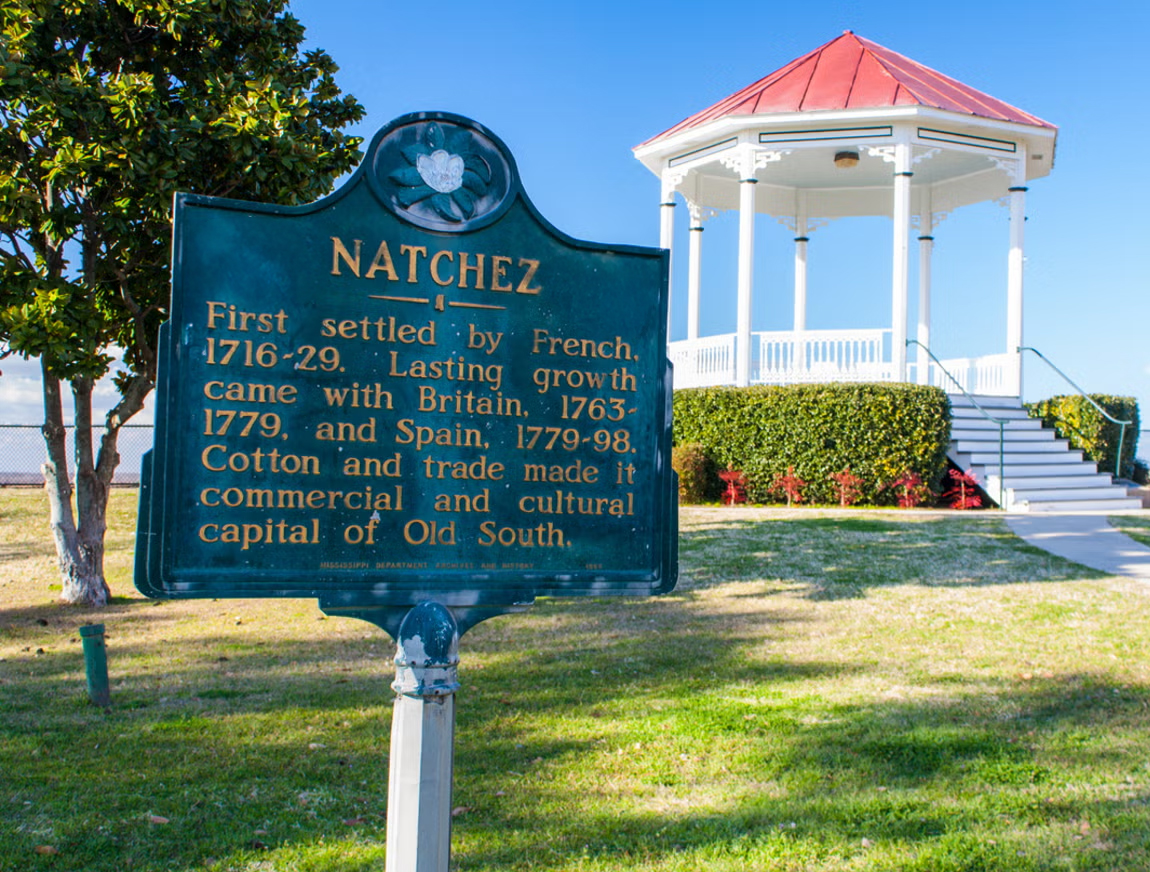 NATCHEZ
First settled by French,
1716-29. Lasting growth
came with Britain, 1763-
1779, and Spain, 1779-98.
Cotton and trade made it
commercial and cultural
capital of Old South.
MISSISSIPPI DEPARTMENT ARCHIVES AND HISTORY